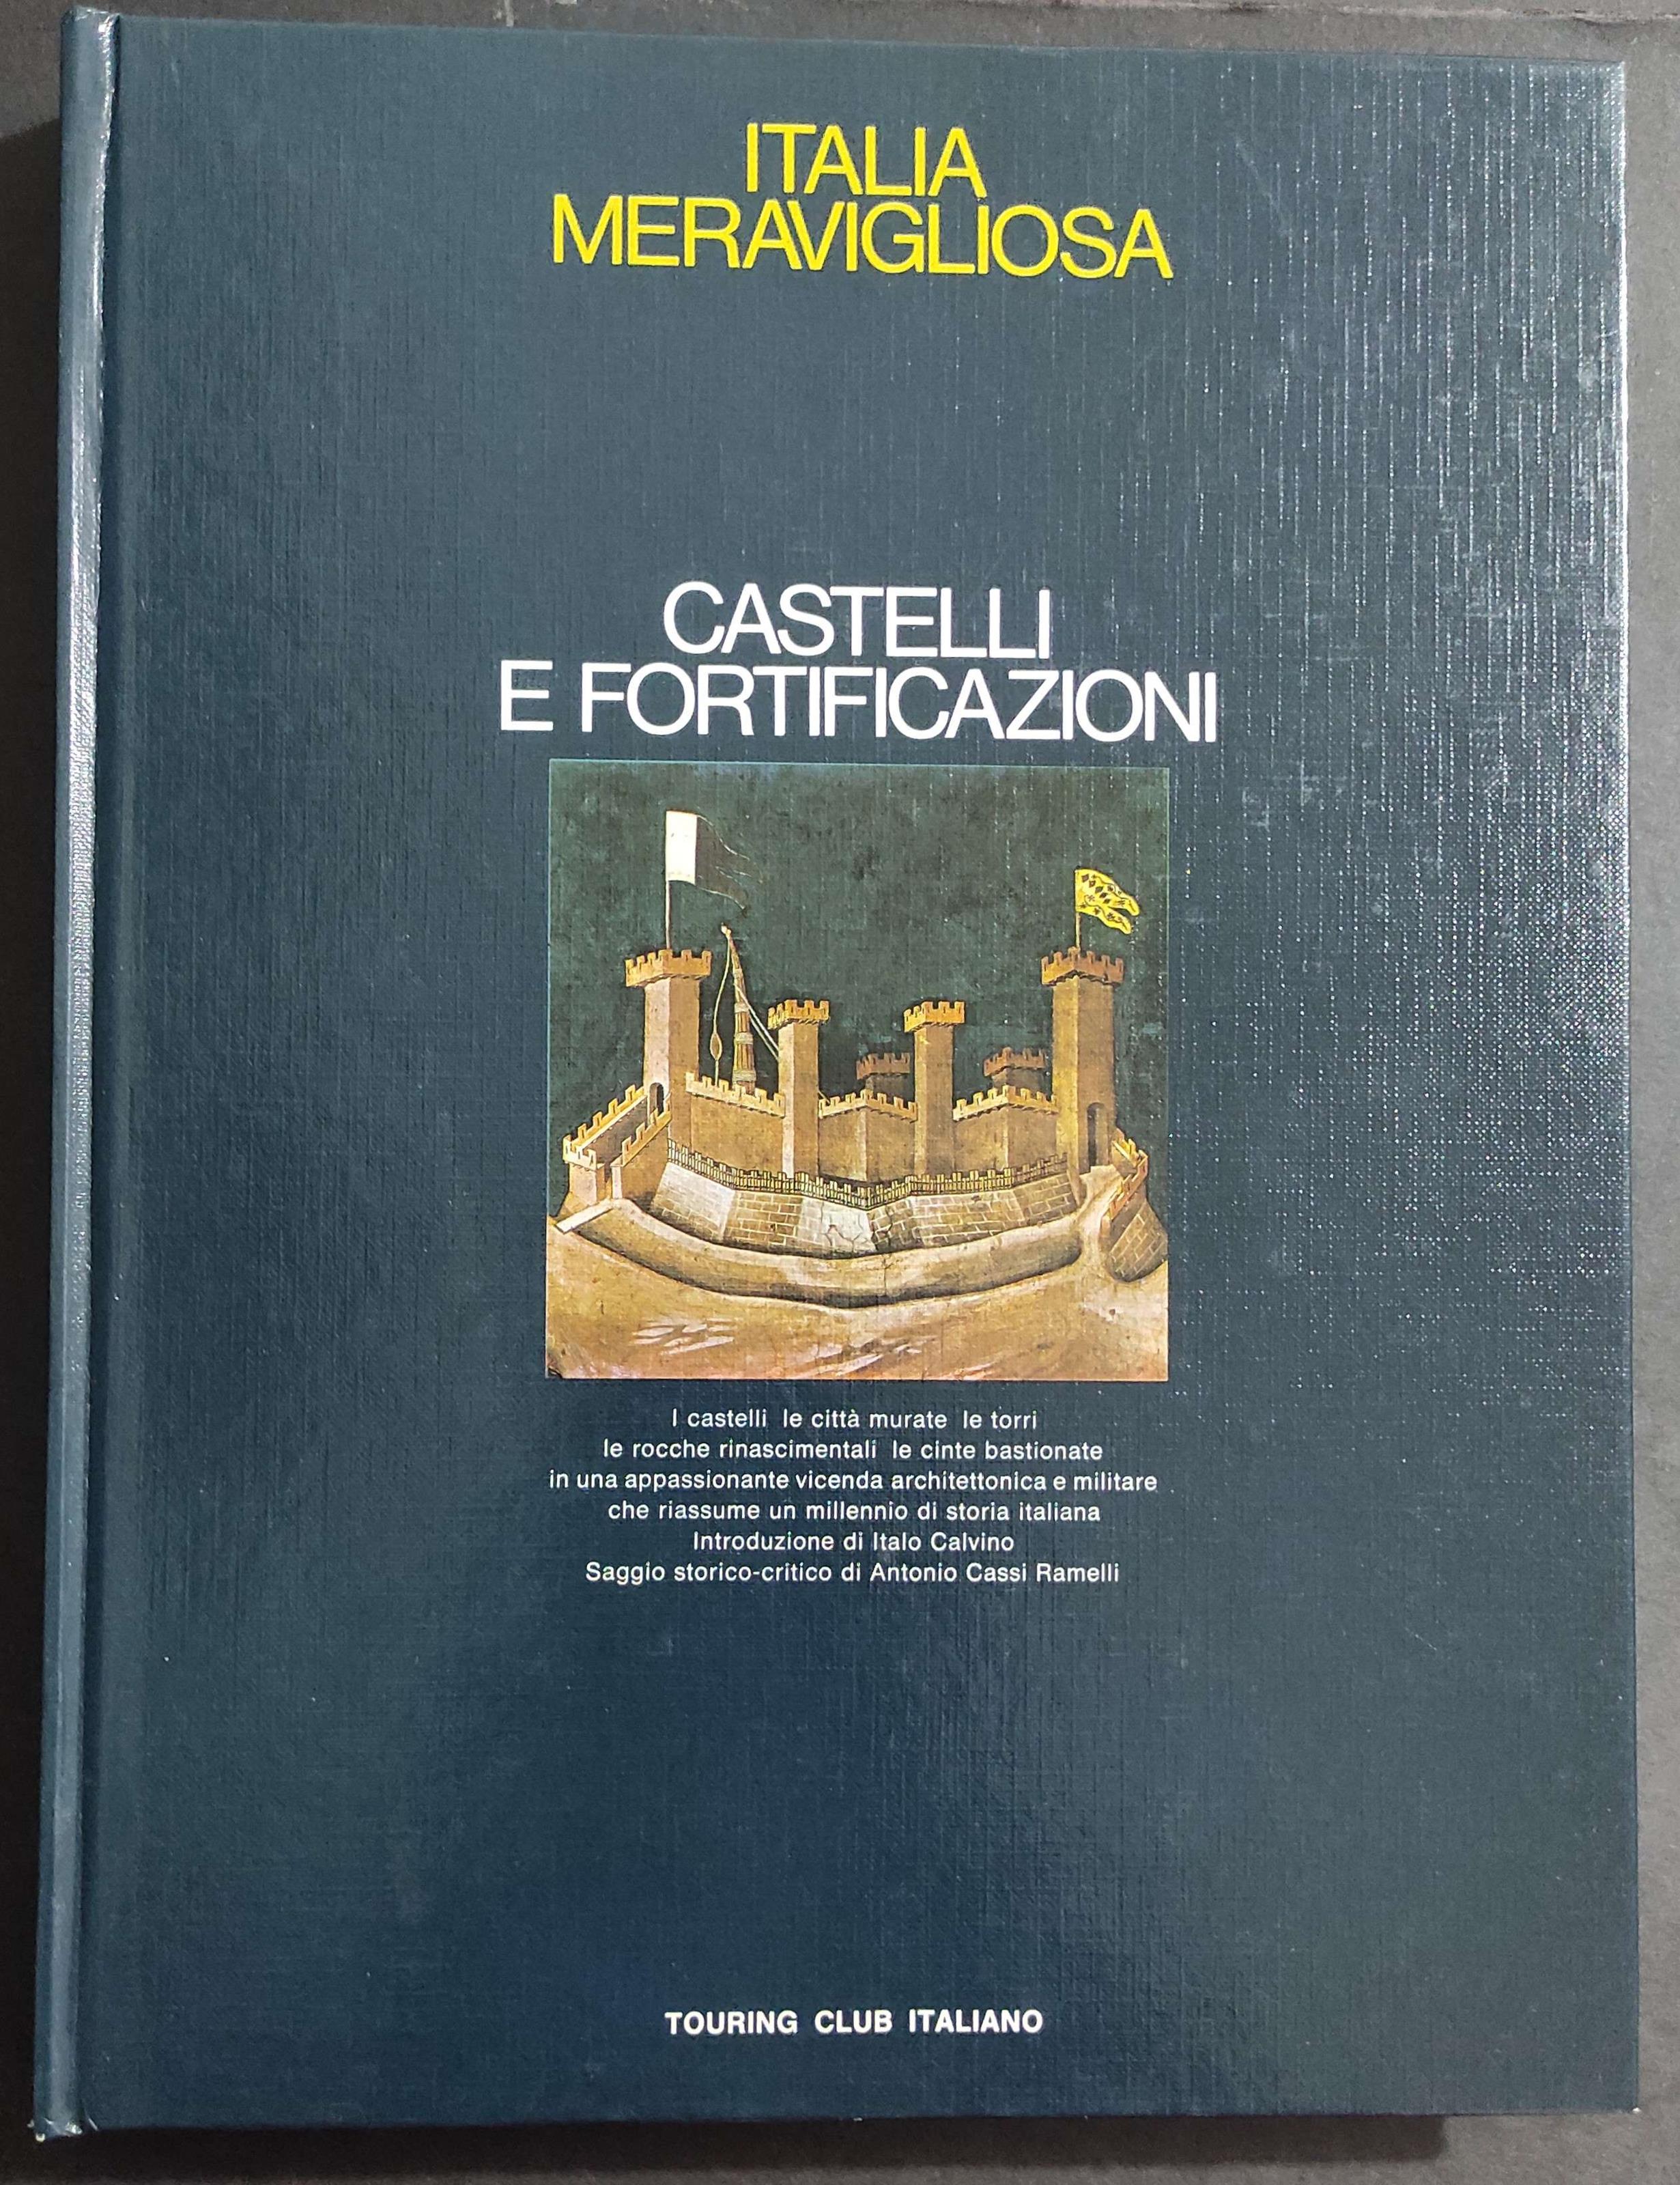 ITALIA
MERAVIGLIOSA
CASTELLI
E FORTIFICAZIONI
I castelli le città murate le torri
le rocche rinascimentali le cinte bastionate
in una appassionante vicenda architettonica e militare
che riassume un millennio di storia italiana
Introduzione di Italo Calvino
Saggio storico-critico di Antonio Cassi Ramelli
TOURING CLUB ITALIANO